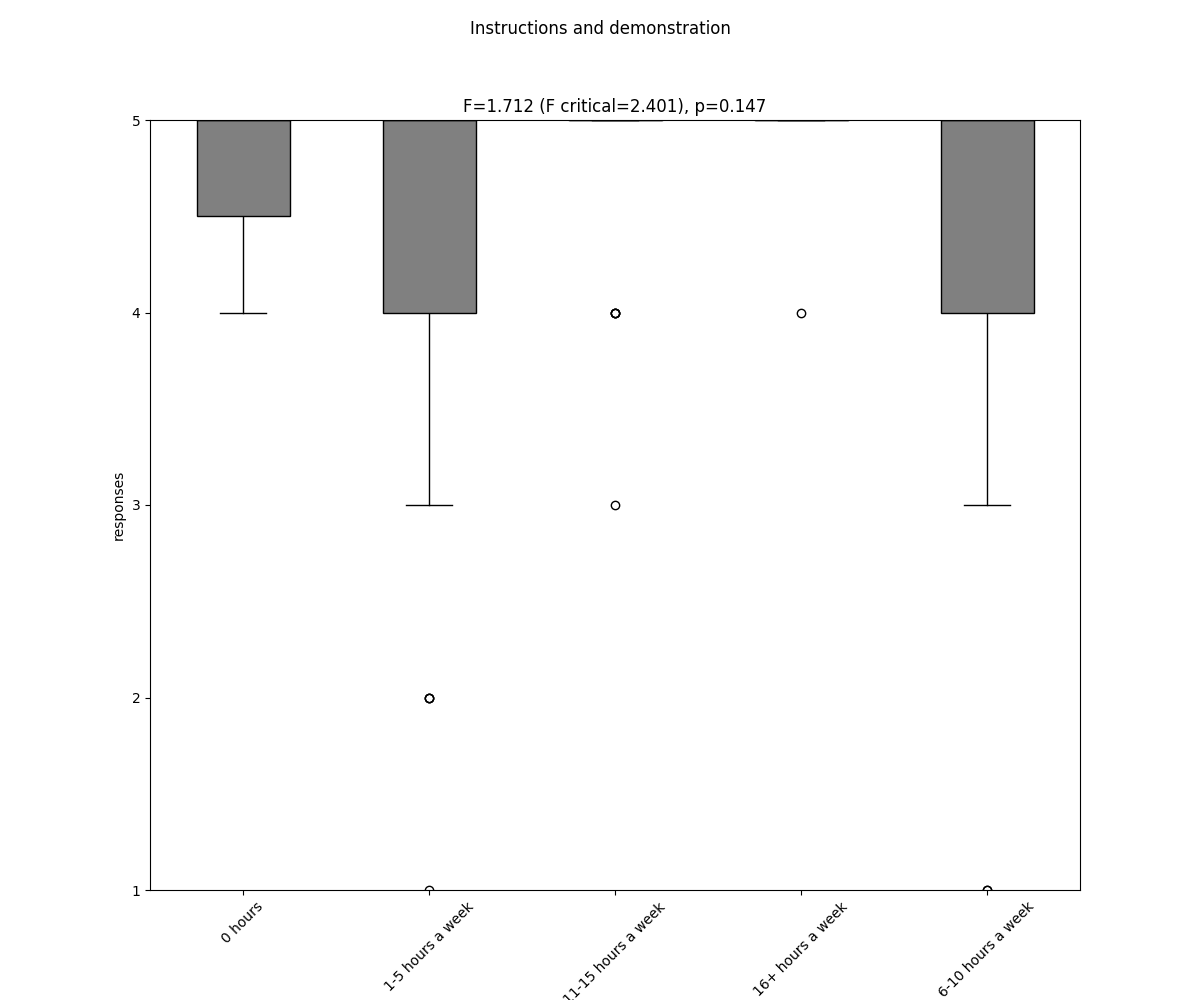 Instructions and demonstration
F=1.712 (F critical=2.401), p=0.147
5
4
3
2
1
responses
0 hours
1-5 hours a week
11-15 hours a week
16+ hours a week
6-10 hours a week